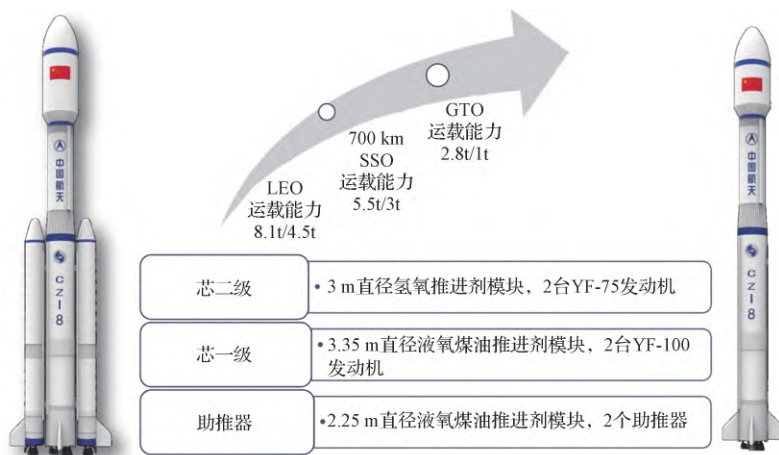 中国航天
CZ-8
LEO
运载能力
8.1t/4.5t
700 km
SSO
运载能力
5.5t/3t
GTO
运载能力
2.8t/1t
中国航天
CZ-8
芯二级
• 3 m直径氢氧推进剂模块，2台YF-75发动机
芯一级
• 3.35 m直径液氧煤油推进剂模块，2台YF-100
发动机
助推器
•2.25 m直径液氧煤油推进剂模块，2个助推器